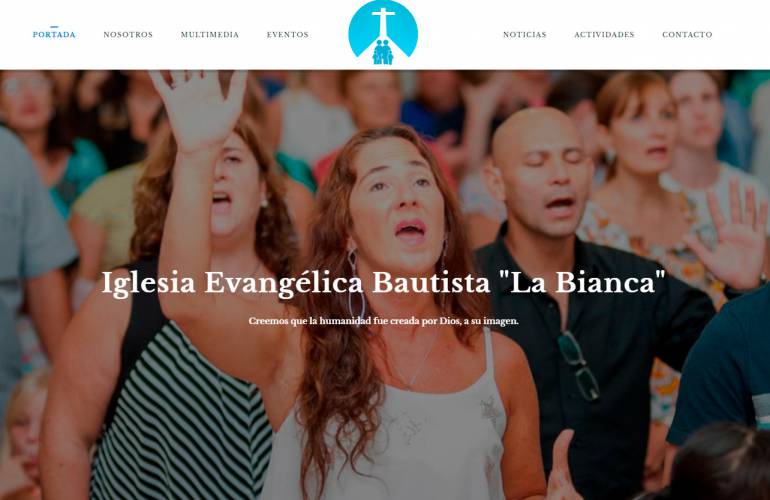 PORTADA NOSOTROS MULTIMEDIA EVENTOS NOTICIAS ACTIVIDADES CONTACTO
Iglesia Evangélica Bautista "La Bianca"
Creemos que la humanidad fue creada por Dios, a su imagen.